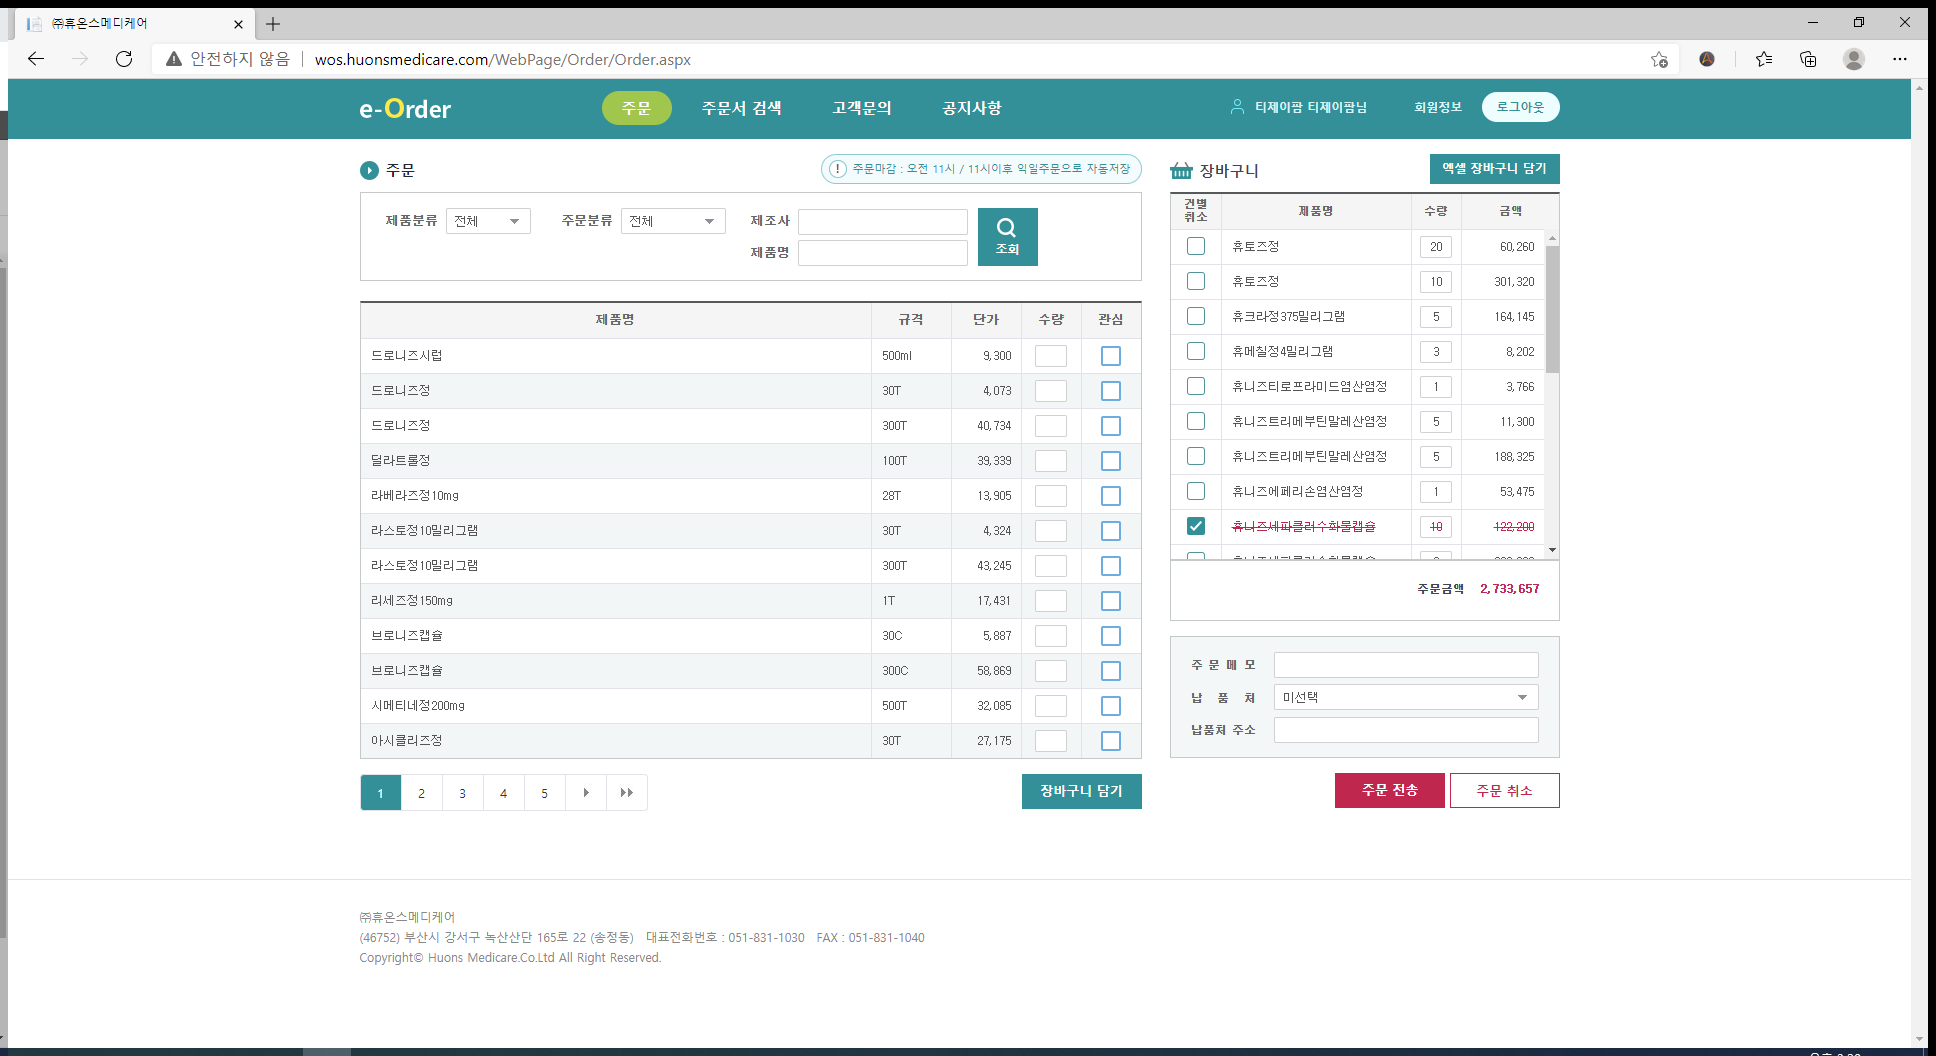 ㈜휴온스메디케어
안전하지 않음
wos.huonsmedicare.com/WebPage/Order/Order.aspx
e-Order
주문
주문서 검색
고객문의
공지사항
티제이팜 티제이팜님
회원정보
로그아웃
주문
주문마감 : 오전 11시 / 11시이후 익일주문으로 자동저장
제품분류 전체
주문분류 전체
제조사
제품명
조회
제품명 규격 단가 수량 관심
드로니즈시럽 500ml 9,300
드로니즈정 30T 4,073
드로니즈정 300T 40,734
딜라트롤정 100T 39,339
라베라즈정10mg 28T 13,905
라스토정10밀리그램 30T 4,324
라스토정10밀리그램 300T 43,245
리세즈정150mg 1T 17,431
브로니즈캡슐 30C 5,887
브로니즈캡슐 300C 58,869
시메티네정200mg 500T 32,085
아시클리즈정 30T 27,175
1 2 3 4 5
장바구니 담기
장바구니
엑셀 장바구니 담기
건별
취소
제품명 수량 금액
휴토즈정 20 60,260
휴토즈정 10 301,320
휴크라정375밀리그램 5 164,145
휴메칠정4밀리그램 3 8,202
휴니즈티로프라미드염산염정 1 3,766
휴니즈트리메부틴말레산염정 5 11,300
휴니즈트리메부틴말레산염정 5 188,325
휴니즈에페리손염산염정 1 53,475
휴니즈세파클러수화물캡슐 10 122,200
주문금액 2,733,657
주 문 메 모
납 품 처 미선택
납품처 주소
주문 전송
주문 취소
㈜휴온스메디케어
(46752) 부산시 강서구 녹산산단 165로 22 (송정동) 대표전화번호 : 051-831-1030 FAX : 051-831-1040
Copyright© Huons Medicare.Co.Ltd All Right Reserved.